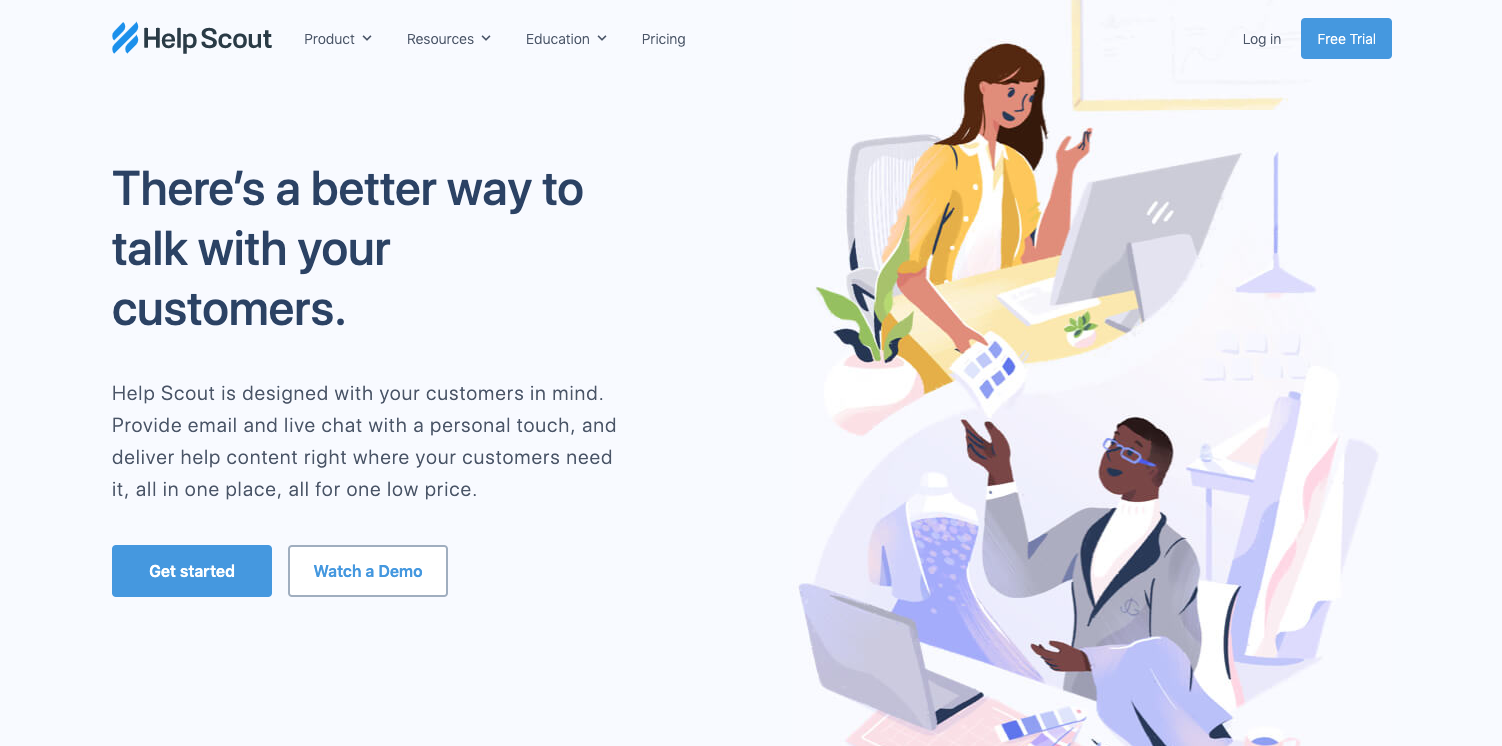 Help Scout
Product
Resources
Education
Pricing
Log in
Free Trial
There’s a better way to
talk with your
customers.
Help Scout is designed with your customers in mind.
Provide email and live chat with a personal touch, and
deliver help content right where your customers need
it, all in one place, all for one low price.
Get started
Watch a Demo